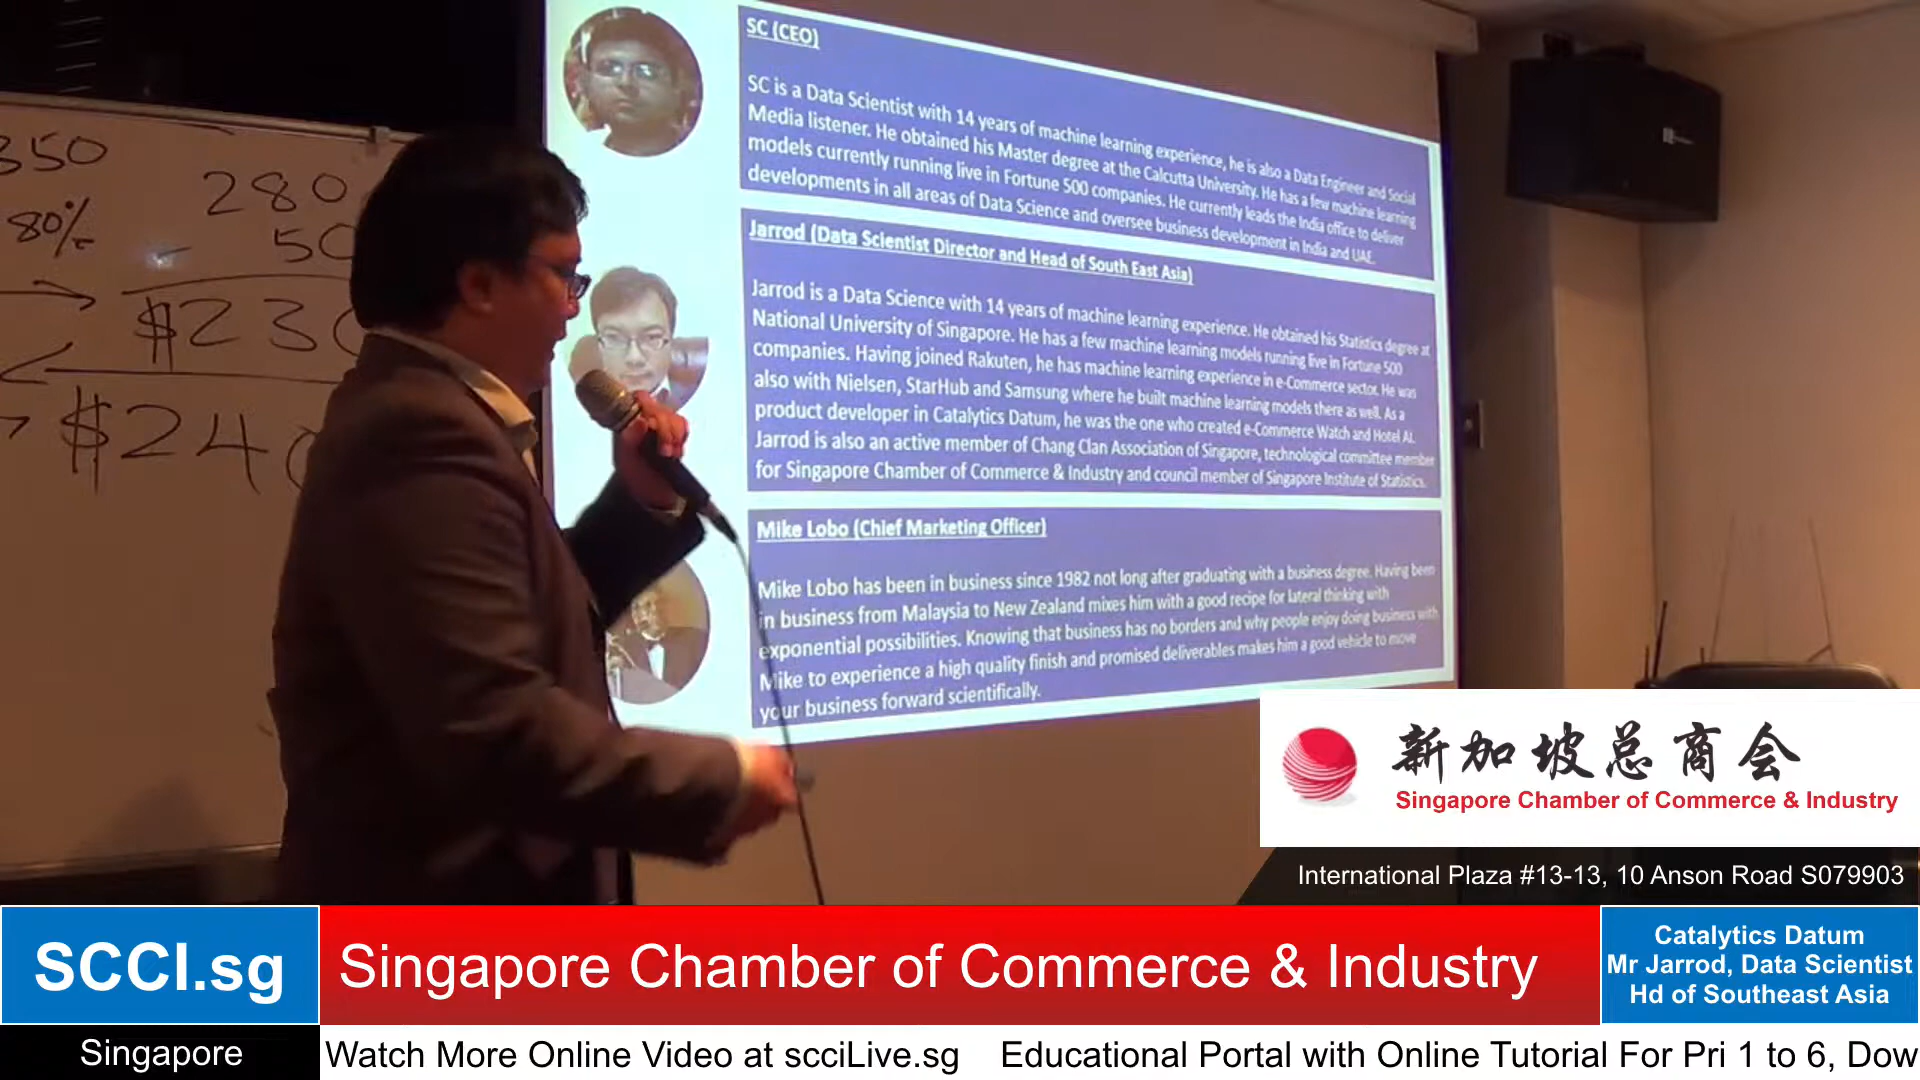 350
80%
280
50
$230
$240
SC (CEO)
SC is a Data Scientist with 14 years of machine learning experience, he is also a Data Engineer and Social
Media listener. He obtained his Master degree at the Calcutta University. He has a few machine learning
models currently running live in Fortune 500 companies. He currently leads the India office to deliver
developments in all areas of Data Science and oversee business development in India and UAE.
Jarrod (Data Scientist Director and Head of South East Asia)
Jarrod is a Data Science with 14 years of machine learning experience. He obtained his Statistics degree at
National University of Singapore. He has a few machine learning models running live in Fortune 500
companies. Having joined Rakuten, he has machine learning experience in e-Commerce sector. He was
also with Nielsen, StarHub and Samsung where he built machine learning models there as well. As a
product developer in Catalytics Datum, he was the one who created e-Commerce Watch and Hotel AI.
Jarrod is also an active member of Chang Clan Association of Singapore, technological committee member
for Singapore Chamber of Commerce & Industry and council member of Singapore Institute of Statistics.
Mike Lobo (Chief Marketing Officer)
Mike Lobo has been in business since 1982 not long after graduating with a business degree. Having been
in business from Malaysia to New Zealand mixes him with a good recipe for lateral thinking with
exponential possibilities. Knowing that business has no borders and why people enjoy doing business with
Mike to experience a high quality finish and promised deliverables makes him a good vehicle to move
your business forward scientifically.
新加坡总商会
Singapore Chamber of Commerce & Industry
International Plaza #13-13, 10 Anson Road S079903
SCCI.sg
Singapore Chamber of Commerce & Industry
Catalytics Datum
Mr Jarrod, Data Scientist
Hd of Southeast Asia
Singapore
Watch More Online Video at scciLive.sg Educational Portal with Online Tutorial For Pri 1 to 6, Dow